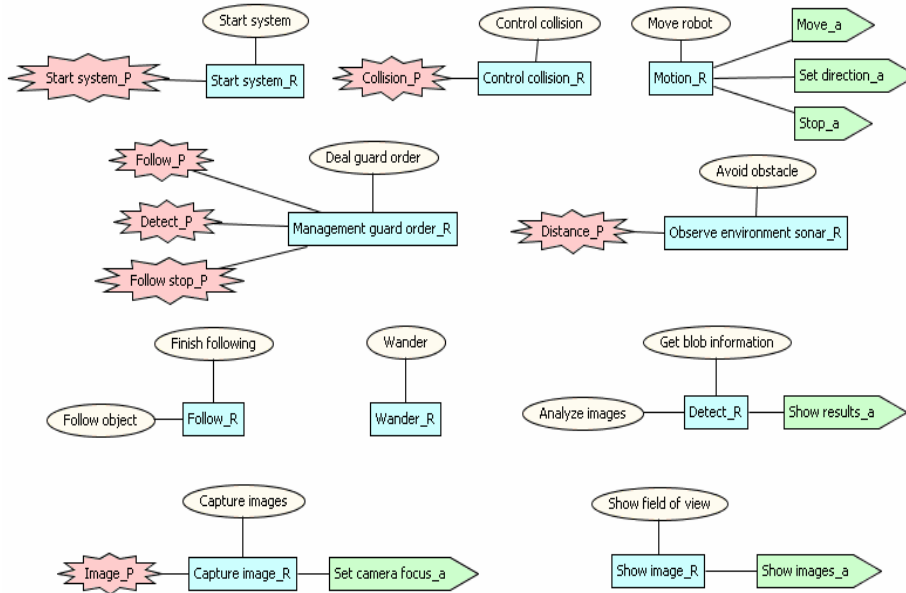 Start system
Start system_P
Start system_R
Control collision
Collision_P
Control collision_R
Move robot
Motion_R
Move_a
Set direction_a
Stop_a
Deal guard order
Follow_P
Detect_P
Follow stop_P
Management guard order_R
Avoid obstacle
Distance_P
Observe environment sonar_R
Finish following
Follow object
Follow_R
Wander
Wander_R
Get blob information
Analyze images
Detect_R
Show results_a
Capture images
Image_P
Capture image_R
Set camera focus_a
Show field of view
Show image_R
Show images_a